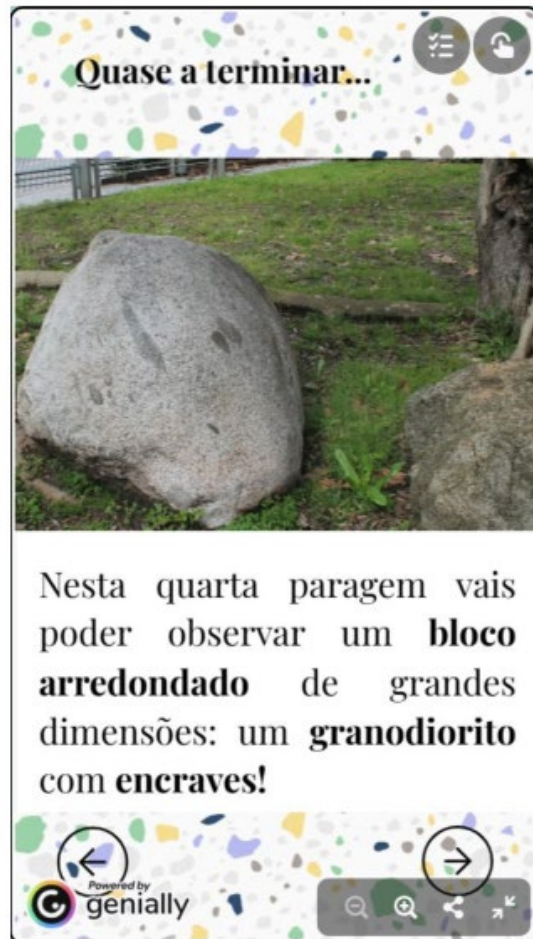 Quase a terminar...
Nesta quarta paragem vais
poder observar um bloco
arredondado de grandes
dimensões: um granodiorito
com encraves!
Powered by
genially